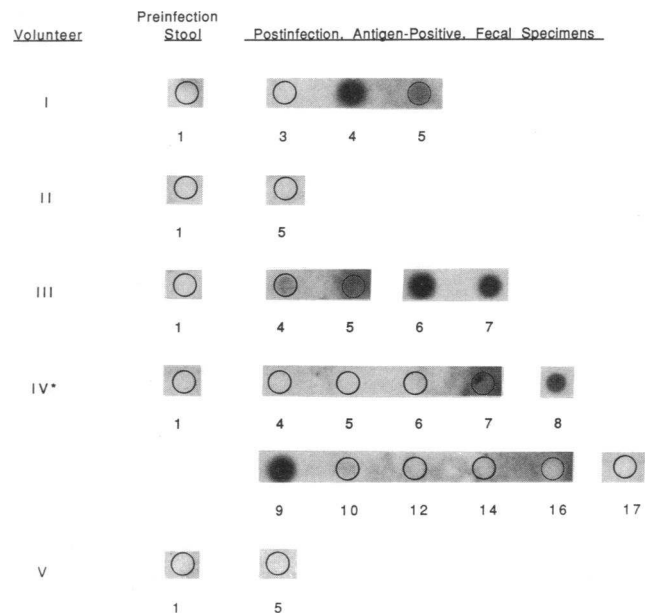 Preinfection
Volunteer Stool Postinfection, Antigen-Positive, Fecal Specimens
I
1 3 4 5
II
1 5
III
1 4 5 6 7
IV*
1 4 5 6 7 8
9 10 12 14 16 17
V
1 5